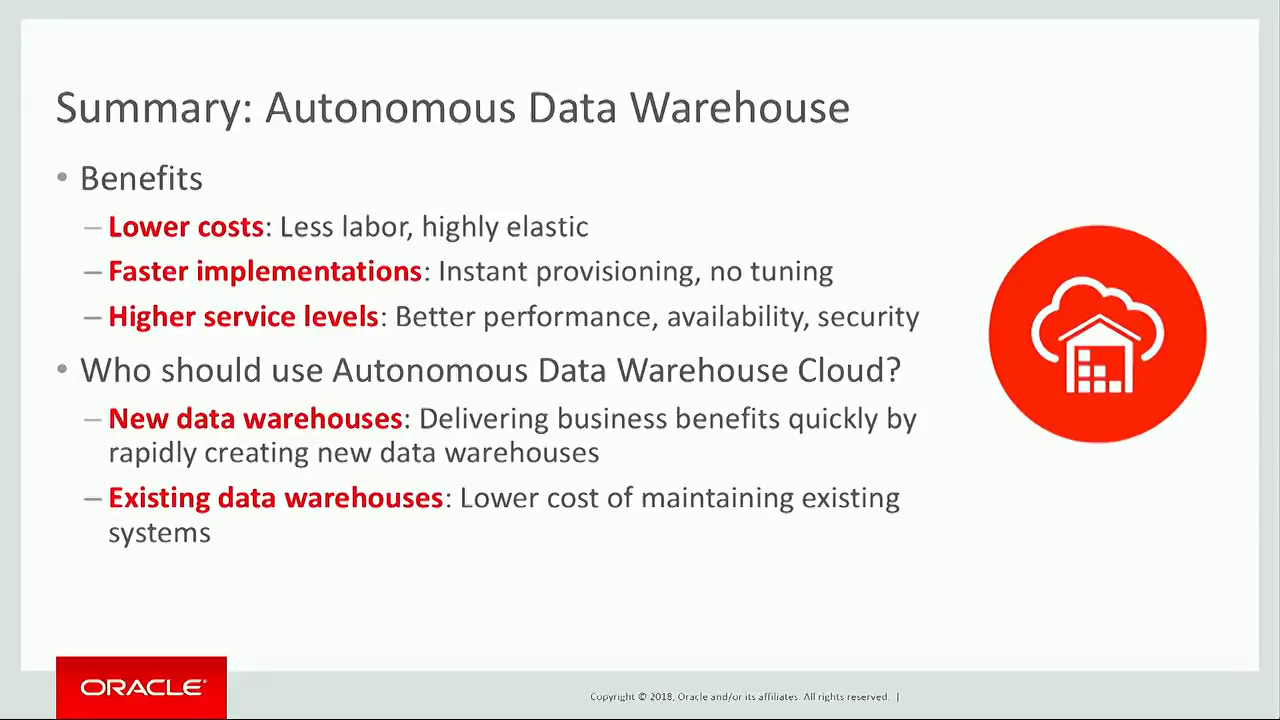 Summary: Autonomous Data Warehouse
• Benefits
– Lower costs: Less labor, highly elastic
– Faster implementations: Instant provisioning, no tuning
– Higher service levels: Better performance, availability, security
• Who should use Autonomous Data Warehouse Cloud?
– New data warehouses: Delivering business benefits quickly by
rapidly creating new data warehouses
– Existing data warehouses: Lower cost of maintaining existing
systems
ORACLE®
Copyright © 2018, Oracle and/or its affiliates. All rights reserved. |